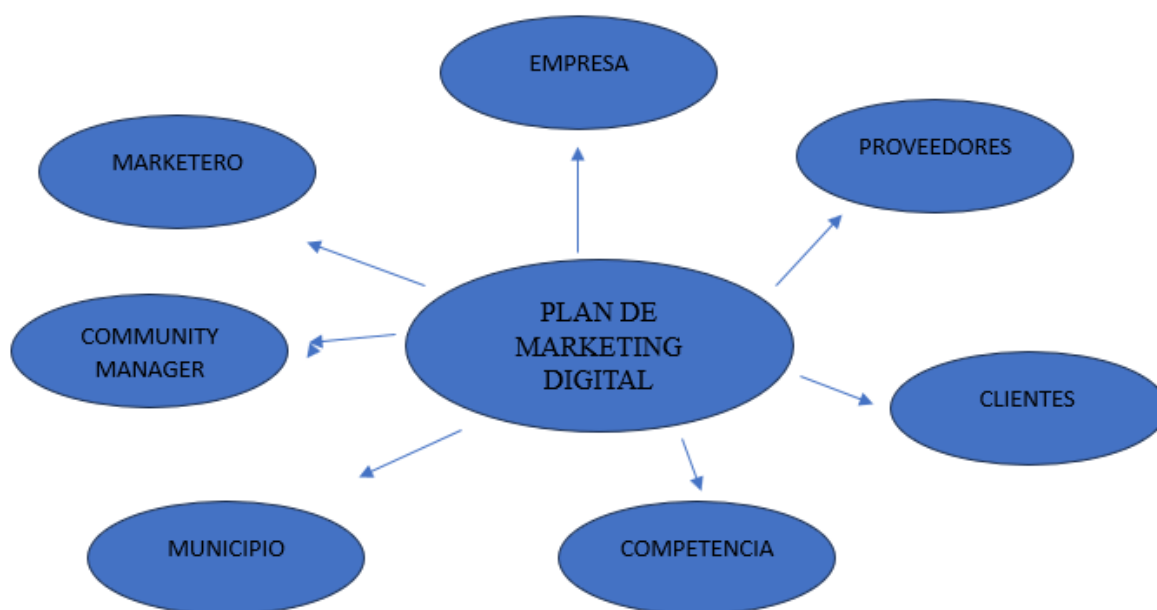 EMPRESA
MARKETERO
PROVEEDORES
PLAN DE
MARKETING
DIGITAL
COMMUNITY
MANAGER
CLIENTES
MUNICIPIO
COMPETENCIA